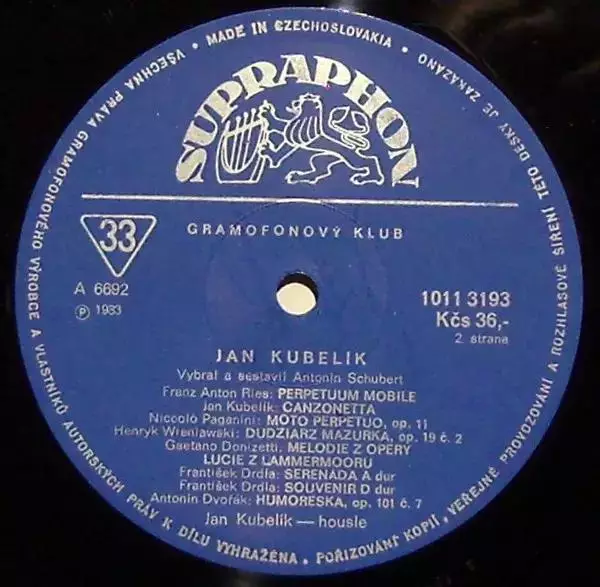 VŠECHNA PRÁVA GRAMOFONOVÉHO VÝROBCE A VLASTNÍKŮ AUTORSKÝCH PRÁV K DÍLU VYHRAŽENA. POŘIZOVÁNÍ KOPIÍ, VEŘEJNÉ PROVOZOVÁNÍ A ROZHLASOVÉ ŠÍŘENÍ TÉTO DESKY JE ZAKÁZÁNO • MADE IN CZECHOSLOVAKIA •
SUPRAPHON
33
GRAMOFONOVÝ KLUB
A 6692
Ⓟ 1983
1011 3193
Kčs 36,-
2. strana
JAN KUBELÍK
Vybral a sestavil Antonín Schubert
Franz Anton Ries: PERPETUUM MOBILE
Jan Kubelík: CANZONETTA
Niccolò Paganini: MOTO PERPETUO, op. 11
Henryk Wieniawski: DUDZIARZ MAZURKA, op. 19 č. 2
Gaetano Donizetti: MELODIE Z OPERY
LUCIE Z LAMMERMOORU
František Drdla: SERENÁDA A dur
František Drdla: SOUVENIR D dur
Antonín Dvořák: HUMORESKA, op. 101 č. 7
Jan Kubelík — housle